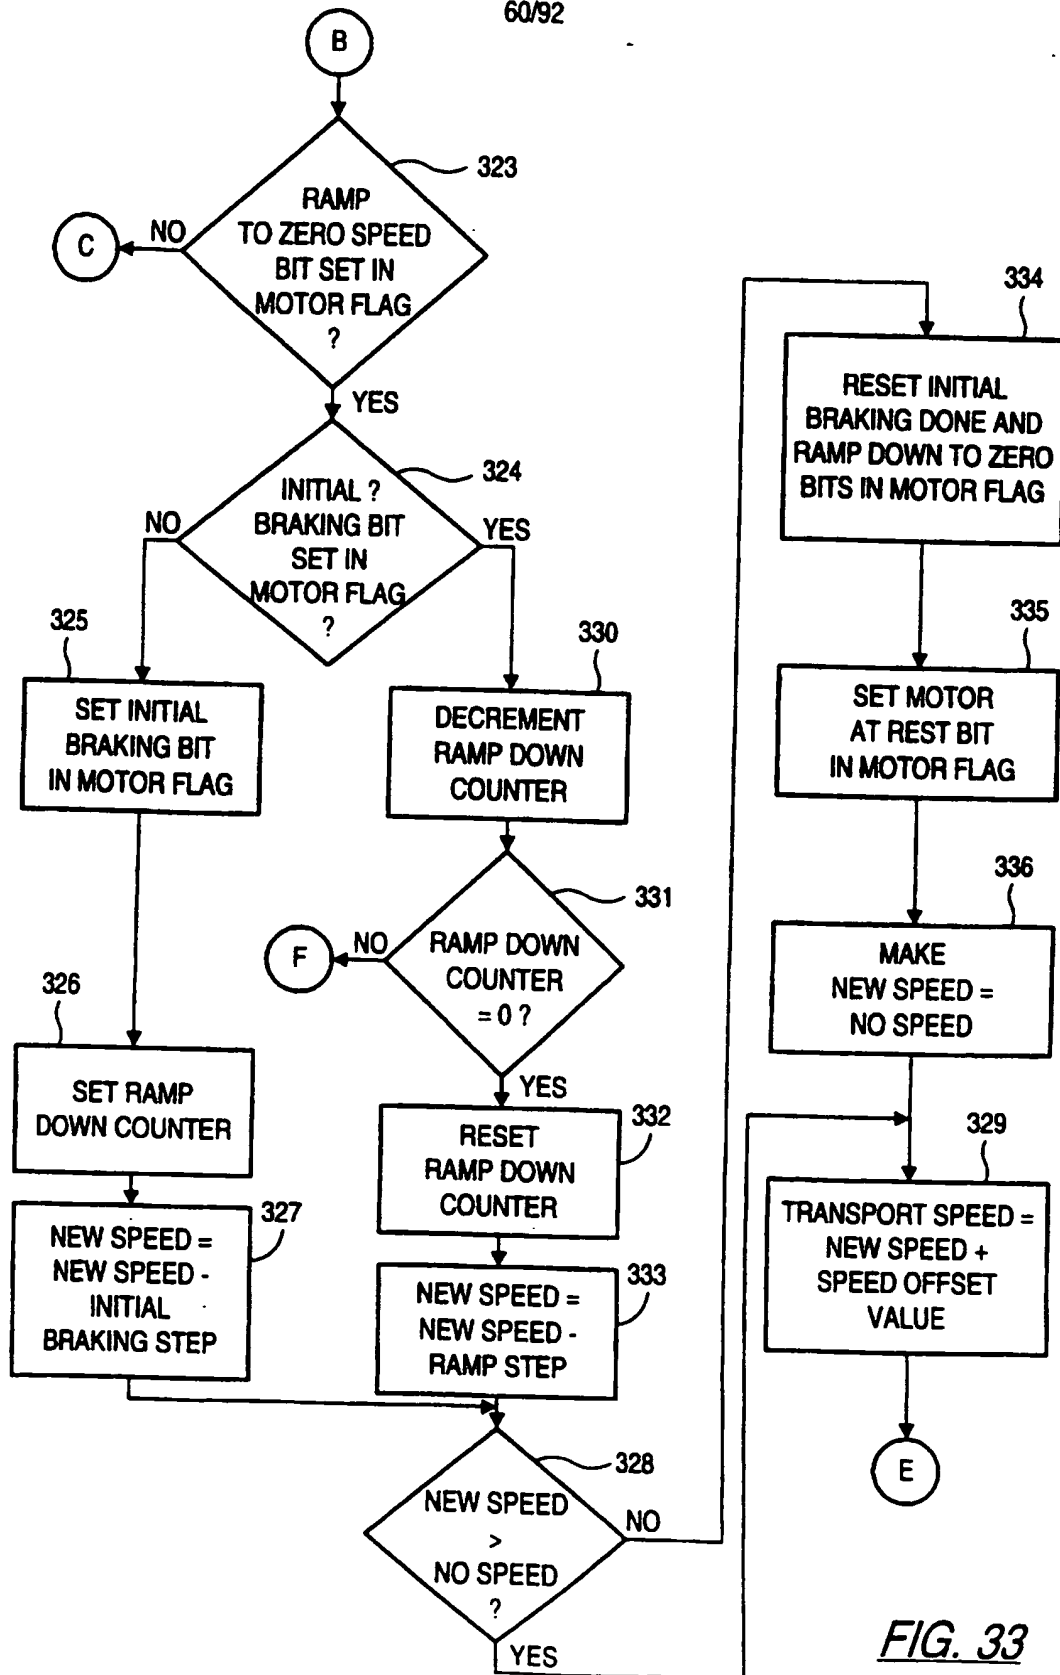 60/92
B
323
RAMP
TO ZERO SPEED
BIT SET IN
MOTOR FLAG
?
NO
C
YES
324
INITIAL ?
BRAKING BIT
SET IN
MOTOR FLAG
?
NO
YES
325
SET INITIAL
BRAKING BIT
IN MOTOR FLAG
326
SET RAMP
DOWN COUNTER
327
NEW SPEED =
NEW SPEED -
INITIAL
BRAKING STEP
330
DECREMENT
RAMP DOWN
COUNTER
331
RAMP DOWN
COUNTER
= 0 ?
NO
F
YES
332
RESET
RAMP DOWN
COUNTER
333
NEW SPEED =
NEW SPEED -
RAMP STEP
328
NEW SPEED
>
NO SPEED
?
NO
YES
334
RESET INITIAL
BRAKING DONE AND
RAMP DOWN TO ZERO
BITS IN MOTOR FLAG
335
SET MOTOR
AT REST BIT
IN MOTOR FLAG
336
MAKE
NEW SPEED =
NO SPEED
329
TRANSPORT SPEED =
NEW SPEED +
SPEED OFFSET
VALUE
E
FIG. 33